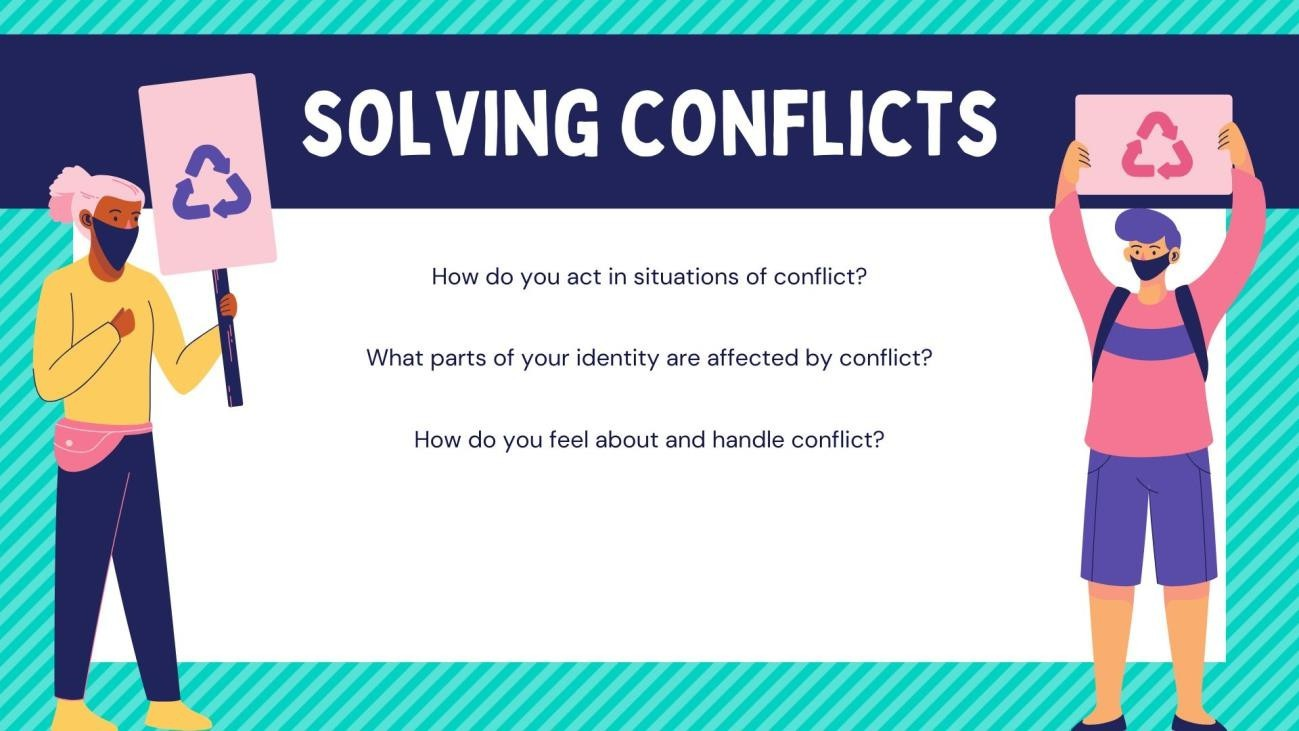 SOLVING CONFLICTS
How do you act in situations of conflict?
What parts of your identity are affected by conflict?
How do you feel about and handle conflict?